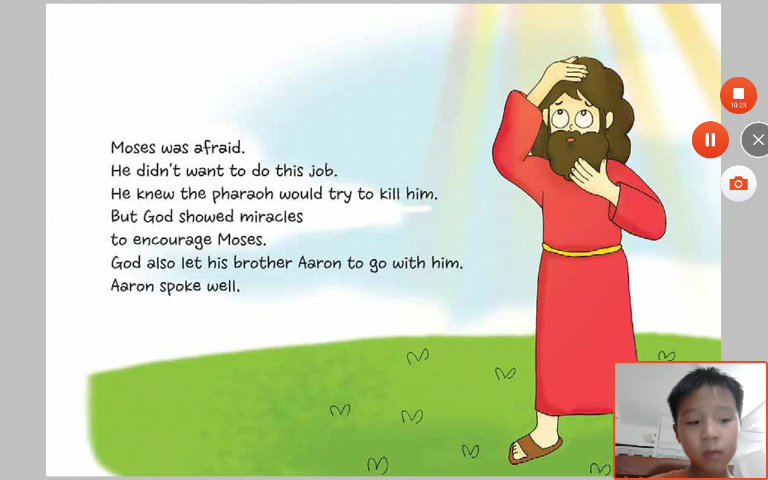 Moses was afraid.
He didn't want to do this job.
He knew the pharaoh would try to kill him.
But God showed miracles
to encourage Moses.
God also let his brother Aaron to go with him.
Aaron spoke well.
10:23